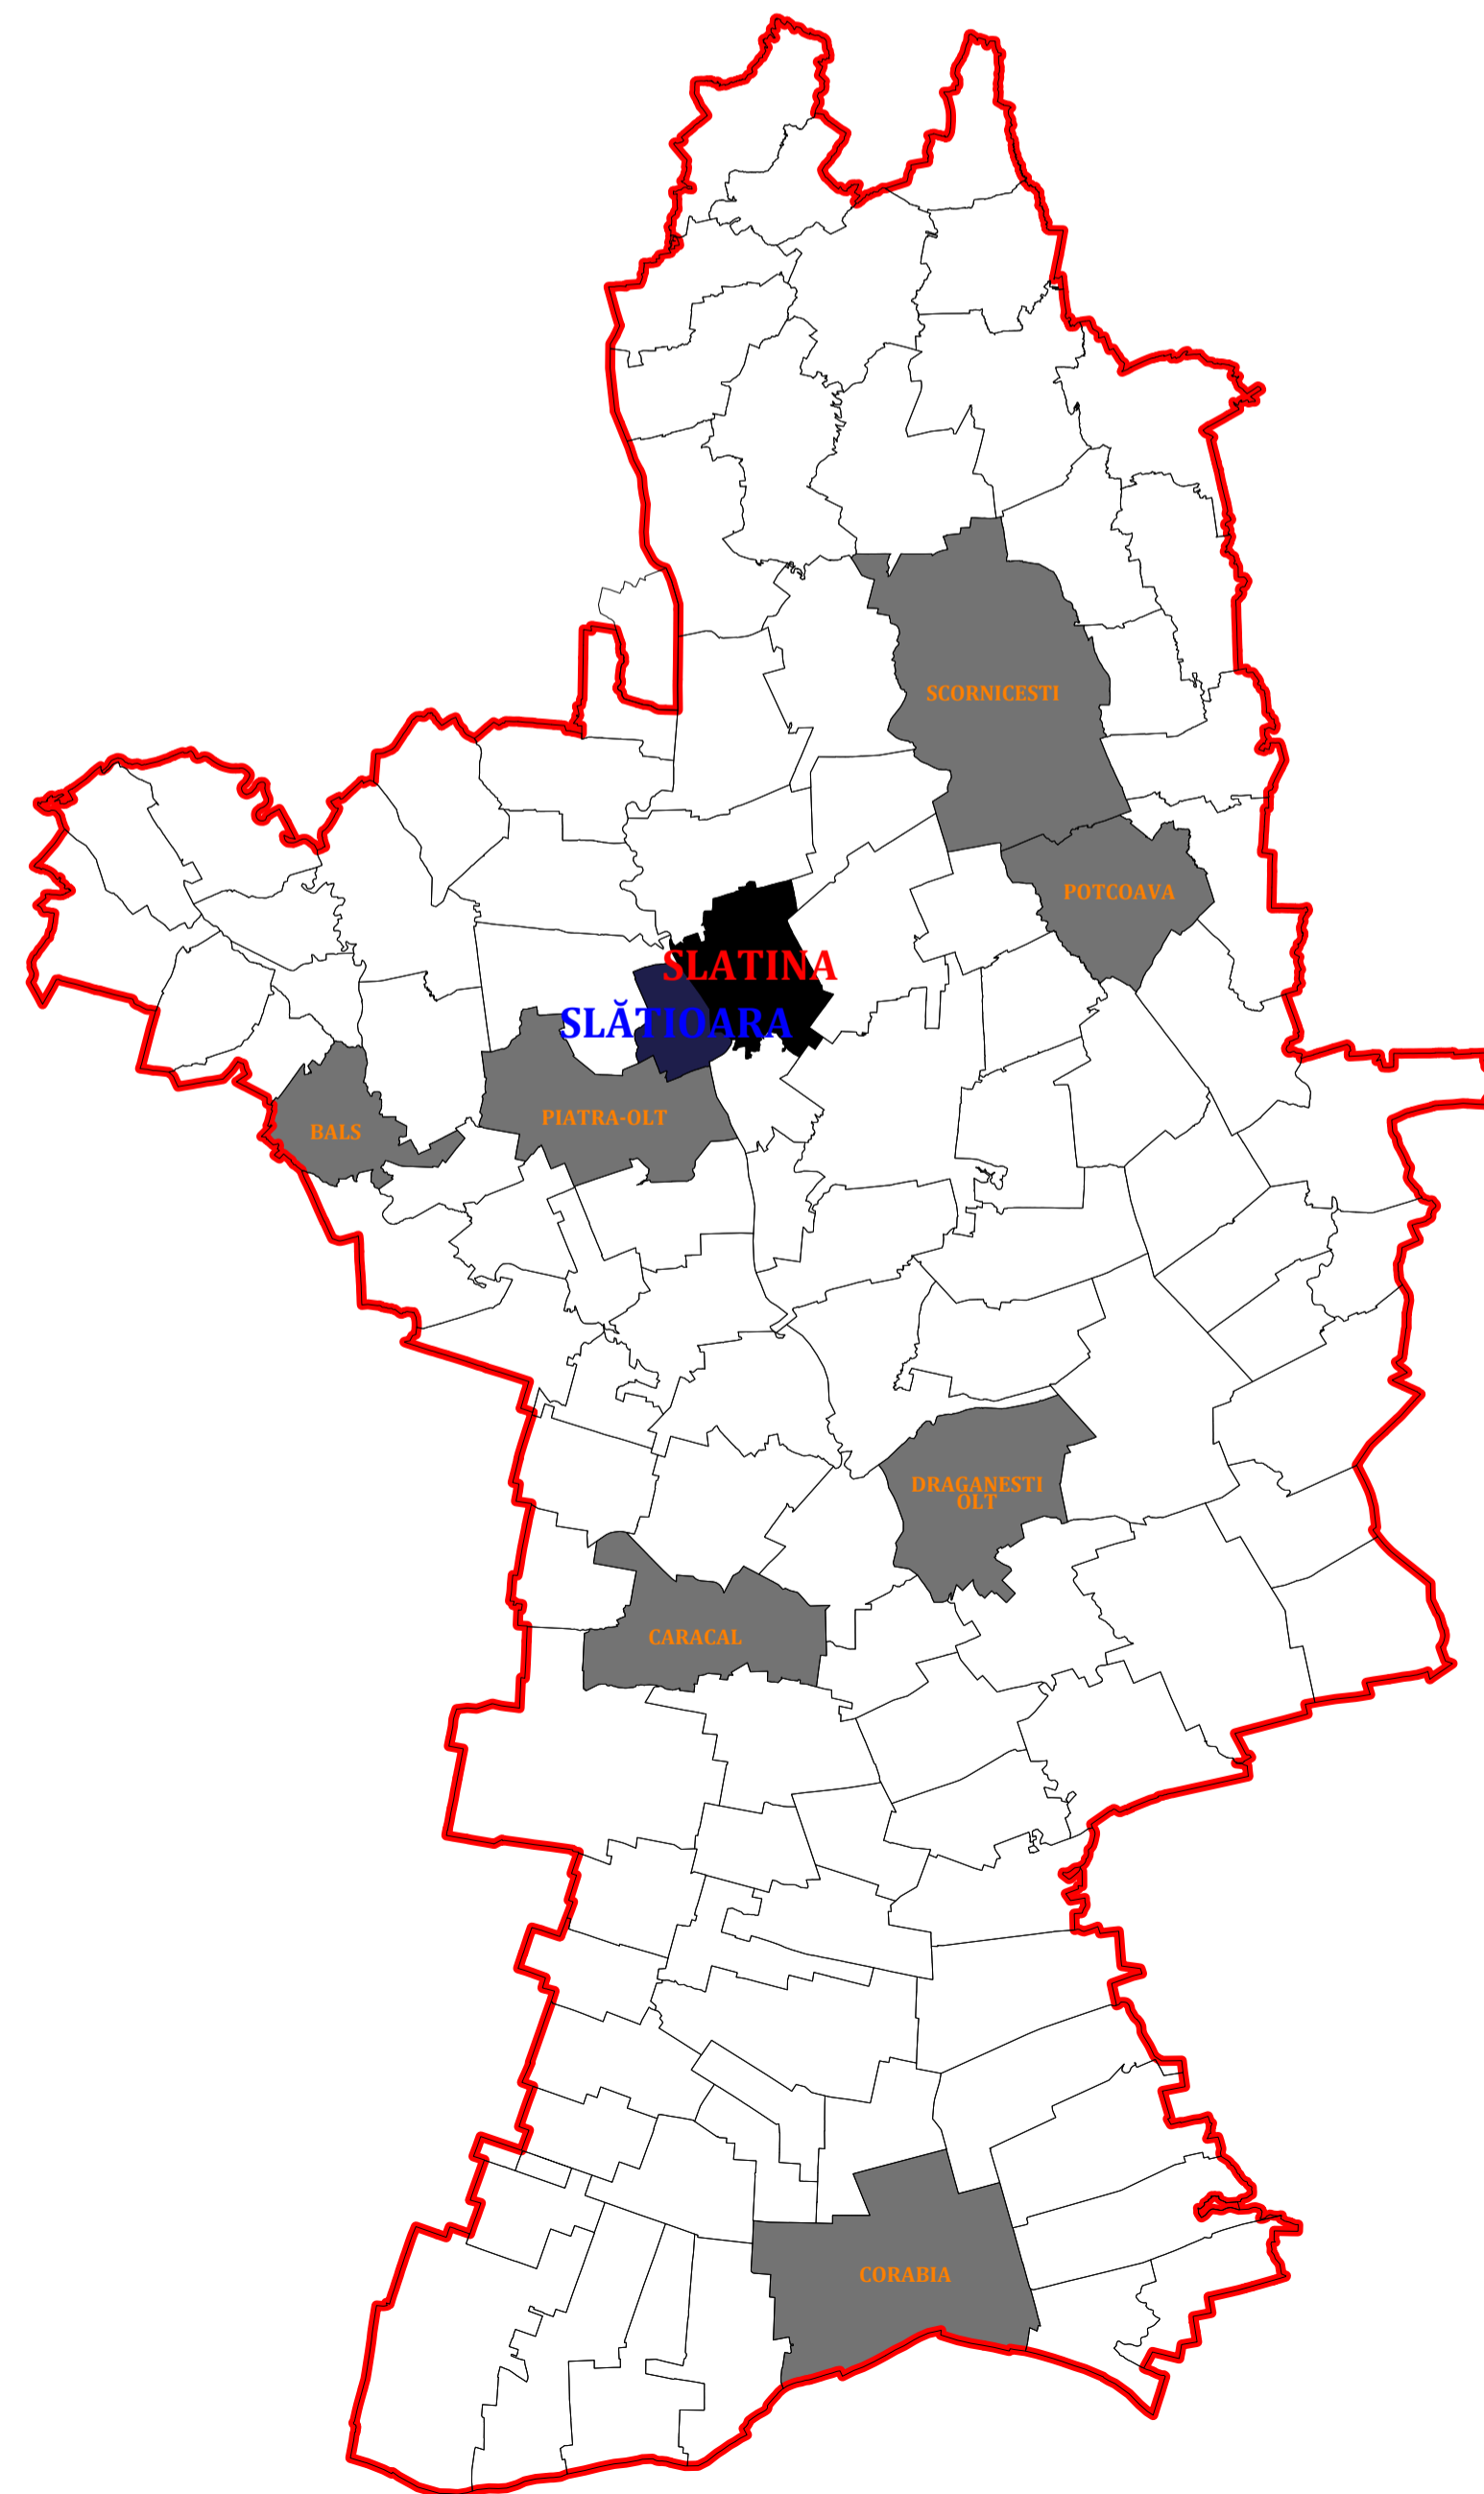 SCORNICESTI
POTCOAVA
SLATINA
SLĂTIOARA
PIATRA-OLT
BALS
DRAGANESTI
OLT
CARACAL
CORABIA